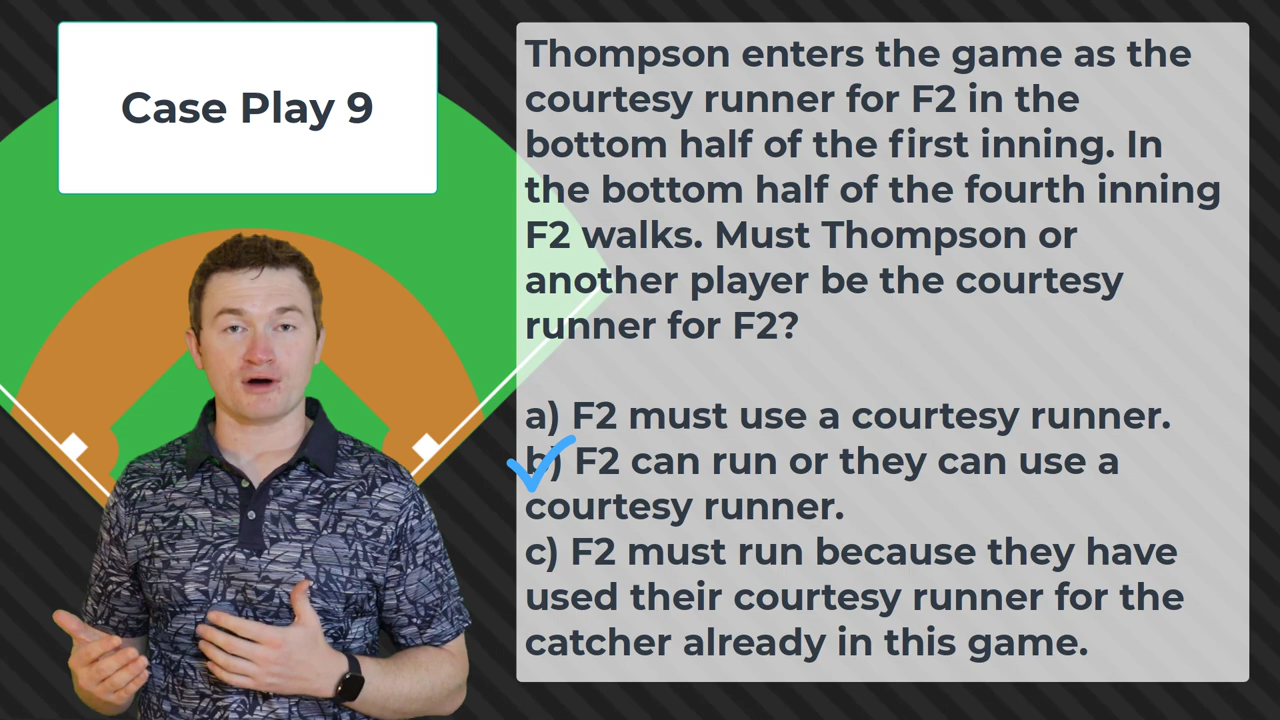 Case Play 9
Thompson enters the game as the
courtesy runner for F2 in the
bottom half of the first inning. In
the bottom half of the fourth inning
F2 walks. Must Thompson or
another player be the courtesy
runner for F2?
a) F2 must use a courtesy runner.
b) F2 can run or they can use a
courtesy runner.
c) F2 must run because they have
used their courtesy runner for the
catcher already in this game.